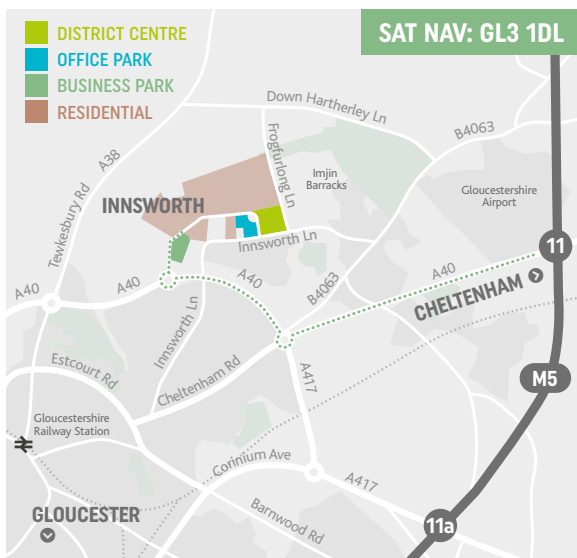 SAT NAV: GL3 1DL
DISTRICT CENTRE
OFFICE PARK
BUSINESS PARK
RESIDENTIAL
Down Hartherley Ln
B4063
A38
Frogfurlong Ln
Imjin
Barracks
Gloucestershire
Airport
INNSWORTH
Tewkesbury Rd
Innsworth Ln
11
A40
A40
A40
A40
CHELTENHAM
B4063
Innsworth Ln
Estcourt Rd
Cheltenham Rd
A417
M5
Gloucestershire
Railway Station
Corinium Ave
A417
GLOUCESTER
Barnwood Rd
11a